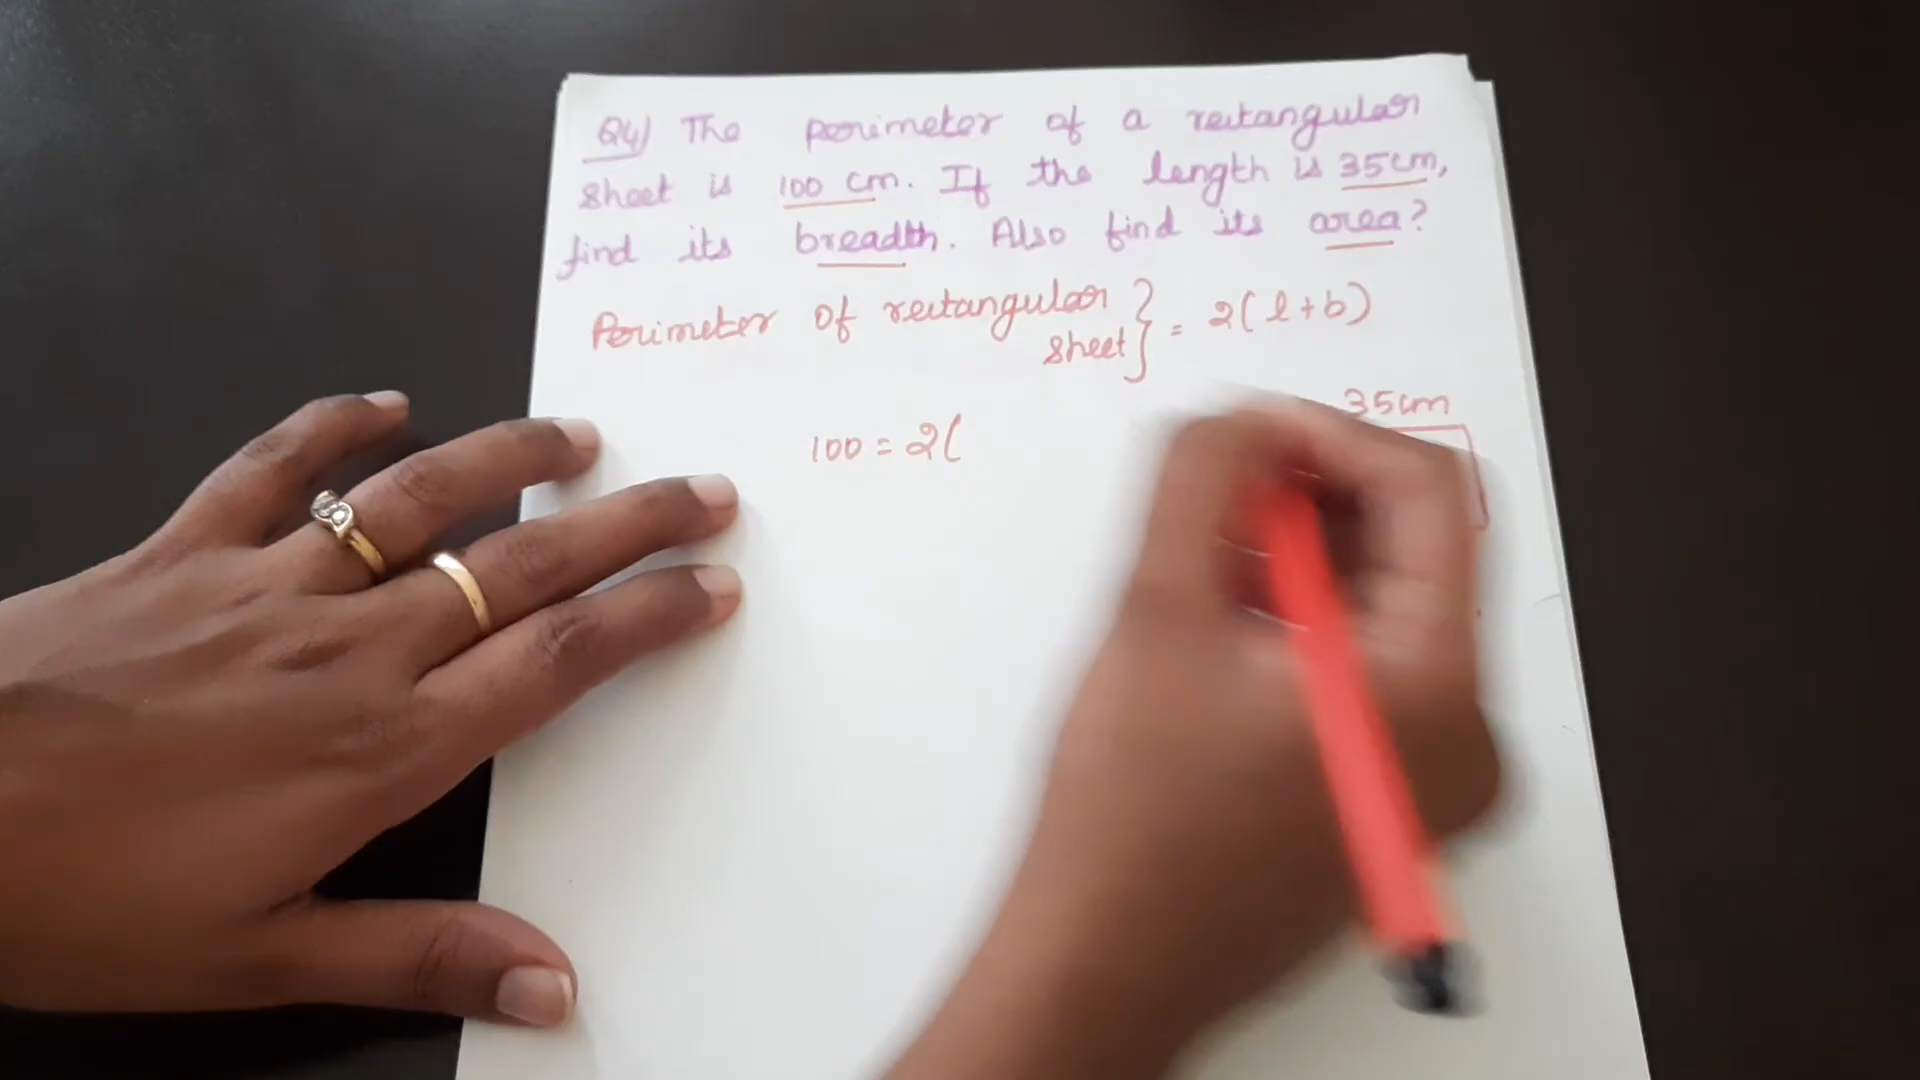 Q4) The perimeter of a rectangular
sheet is 100 cm. If the length is 35cm,
find its breadth. Also find its area?
Perimeter of rectangular
sheet } = 2(l+b)
35cm
100 = 2(